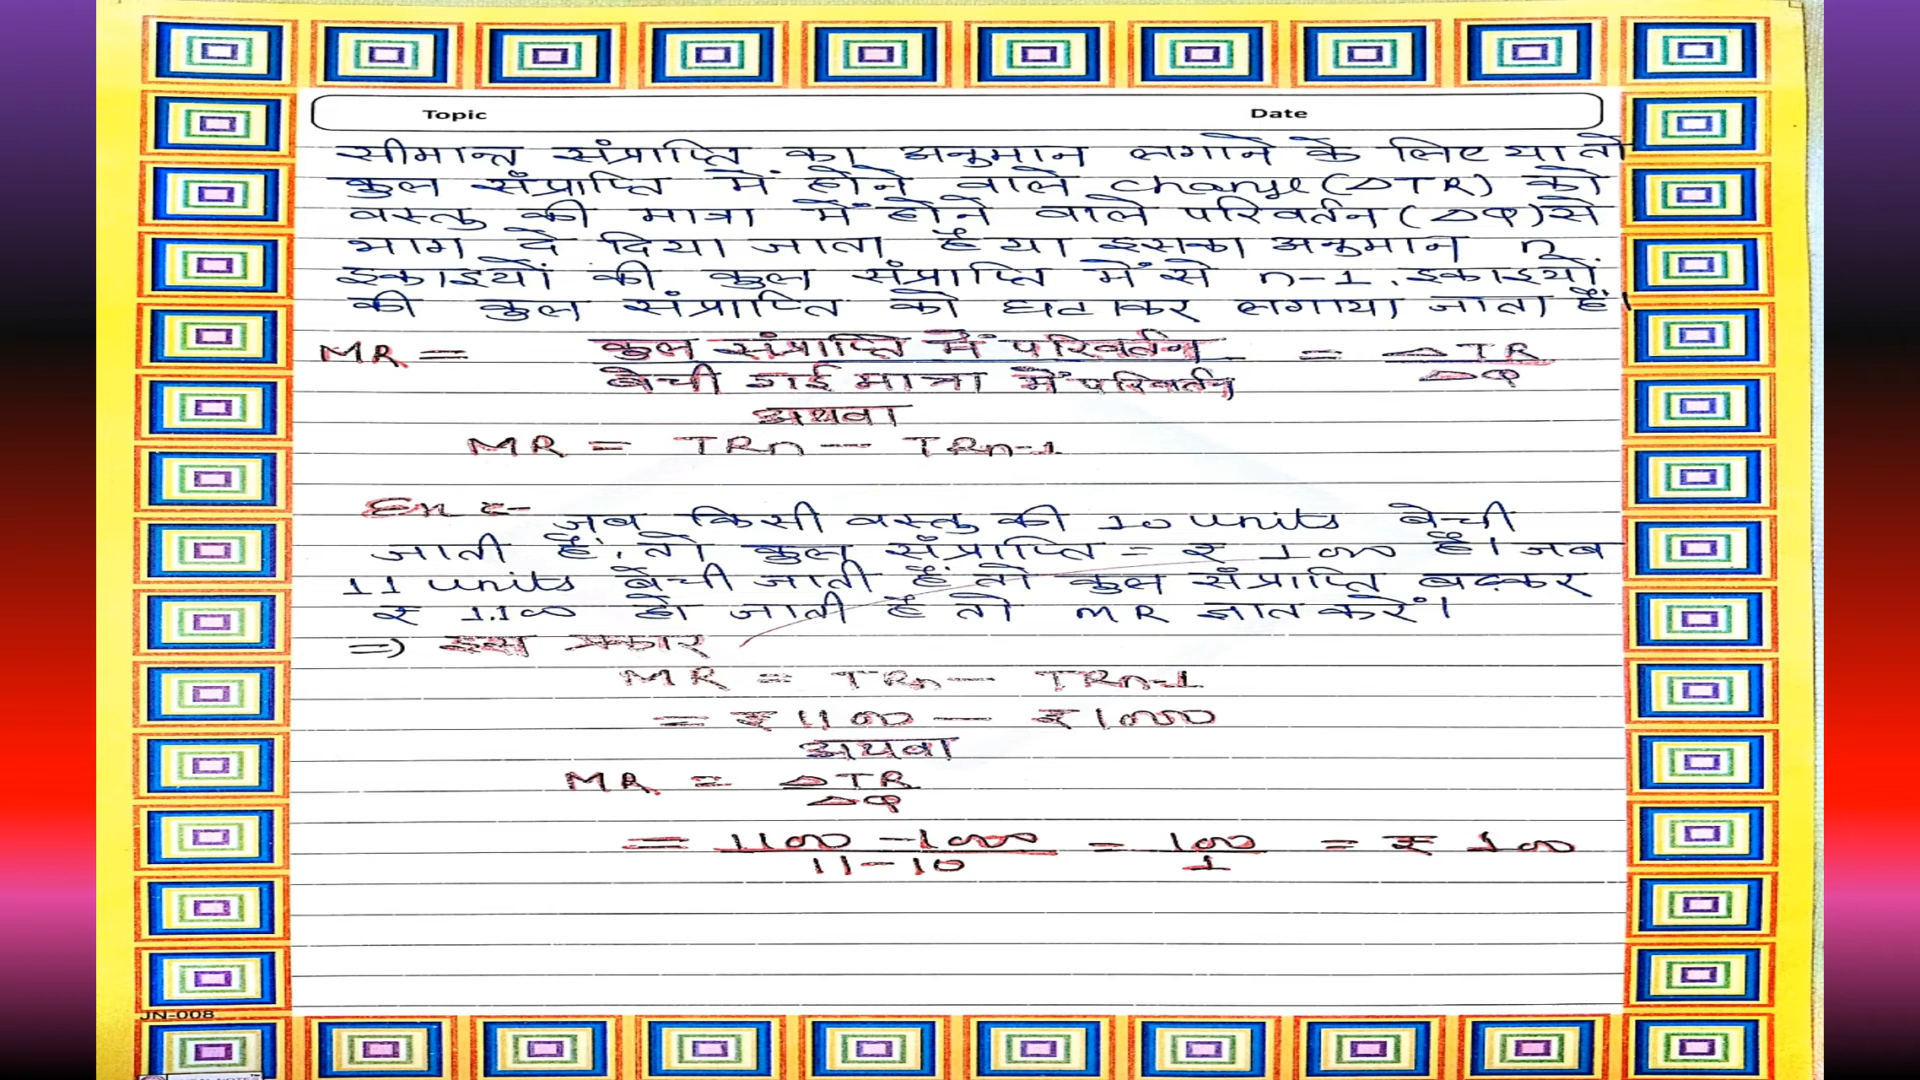 Topic Date
सीमान्त संप्राप्ति का अनुमान लगाने के लिए या तो
कुल संप्राप्ति में होने वाले change (△TR) को
वस्तु की मात्रा में होने वाले परिवर्तन (△Q) से
भाग दे दिया जाता है या इसका अनुमान n
इकाइयों की कुल संप्राप्ति में से n-1 इकाइयों
की कुल संप्राप्ति को घटाकर लगाया जाता है।
MR = कुल संप्राप्ति में परिवर्तन / बेची गई मात्रा में परिवर्तन = △TR / △Q
अथवा
MR = TRn - TRn-1
Ex :-
जब किसी वस्तु की 10 units बेची
जाती हैं, तो कुल संप्राप्ति = ₹ 1000 है। जब
11 units बेची जाती हैं तो कुल संप्राप्ति बढ़कर
₹ 1100 हो जाती है तो MR ज्ञात करें।
=) इस प्रकार
MR = TRn - TRn-1
= ₹ 1100 - ₹ 1000
अथवा
MR = △TR / △Q
= 1100 - 1000 / 11 - 10 = 100 / 1 = ₹ 100
JN-008